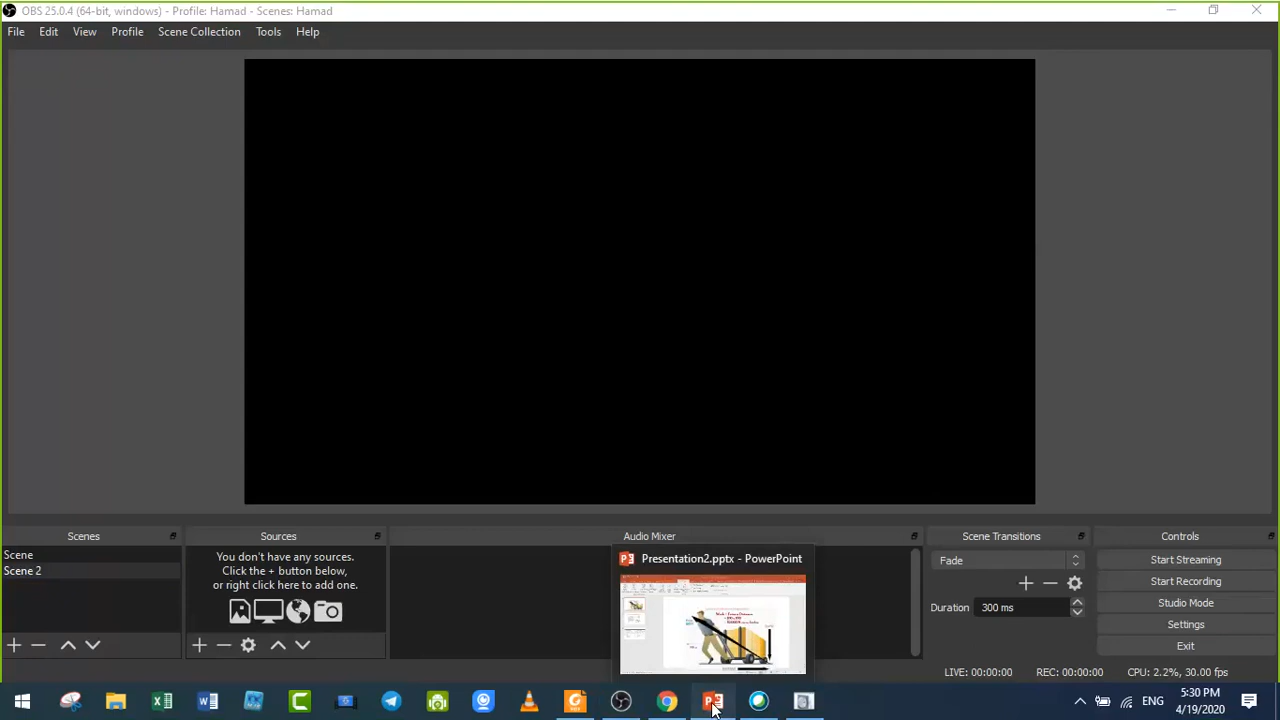 OBS 25.0.4 (64-bit, windows) - Profile: Hamad - Scenes: Hamad
File Edit View Profile Scene Collection Tools Help
Scenes Sources Audio Mixer Scene Transitions Controls
Scene
Scene 2
You don't have any sources.
Click the + button below,
or right click here to add one.
Presentation2.pptx - PowerPoint
Fade
Duration 300 ms
Start Streaming
Start Recording
Studio Mode
Settings
Exit
LIVE: 00:00:00 REC: 00:00:00 CPU: 2.2%, 30.00 fps
ENG
5:30 PM
4/19/2020